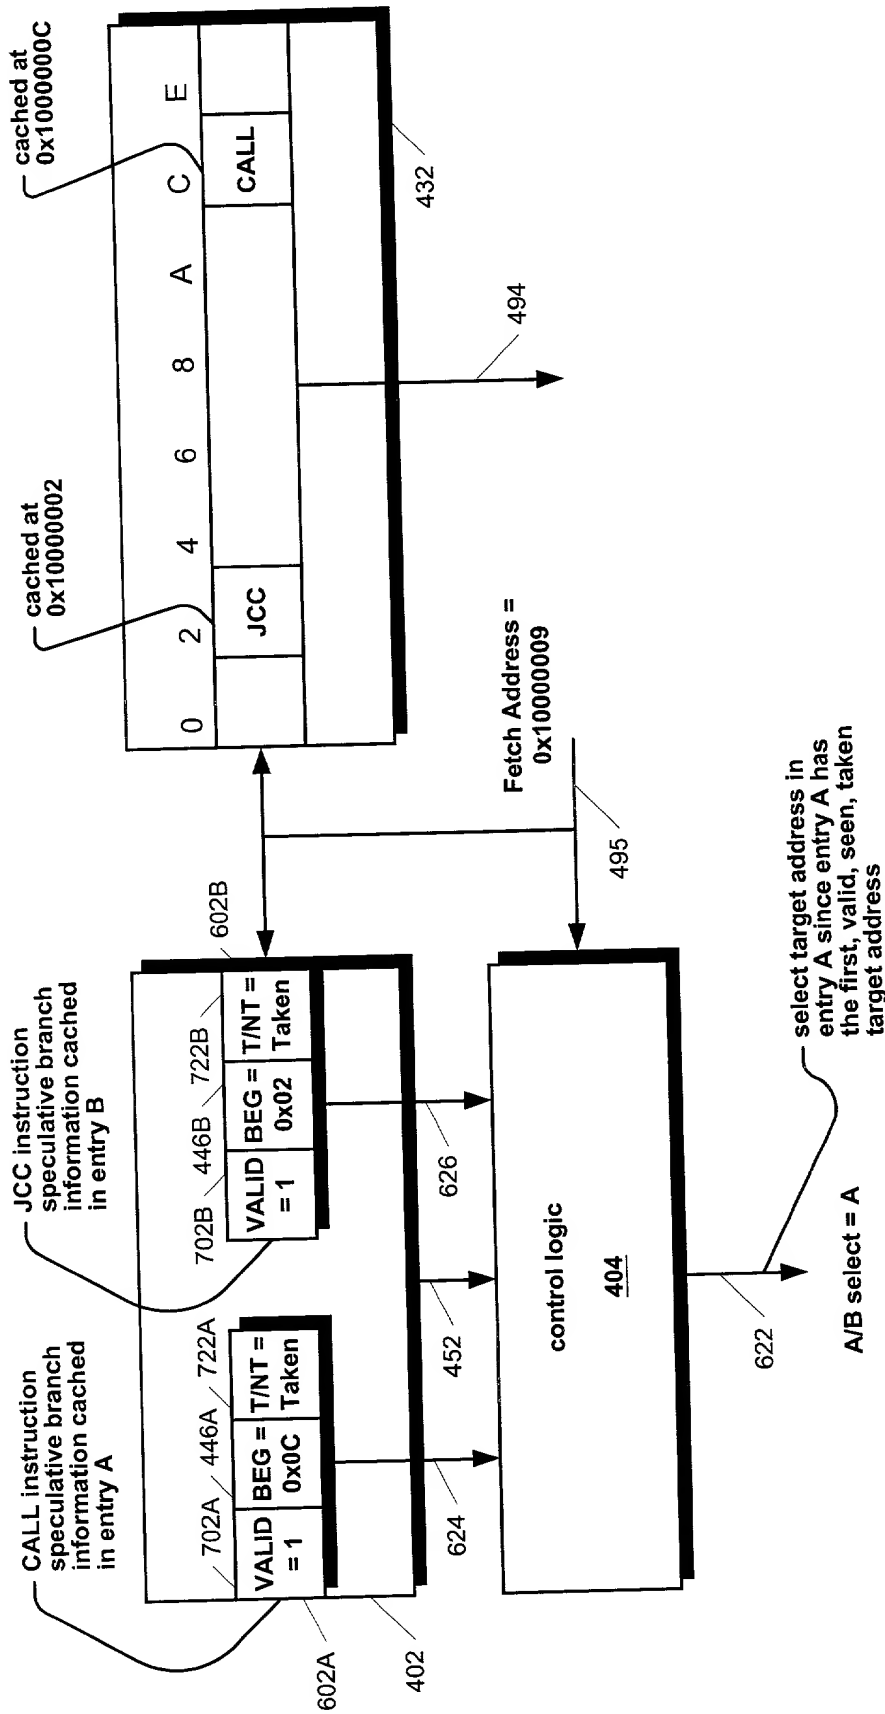 CALL instruction
speculative branch
information cached
in entry A
JCC instruction
speculative branch
information cached
in entry B
cached at
0x10000002
cached at
0x1000000C
702A
446A
722A
702B
446B
722B
602B
VALID
= 1
BEG =
0x0C
T/NT =
Taken
VALID
= 1
BEG =
0x02
T/NT =
Taken
602A
402
0 2 4 6 8 A C E
JCC
CALL
432
624
452
626
494
Fetch Address =
0x10000009
495
control logic
404
622
A/B select = A
select target address in
entry A since entry A has
the first, valid, seen, taken
target address